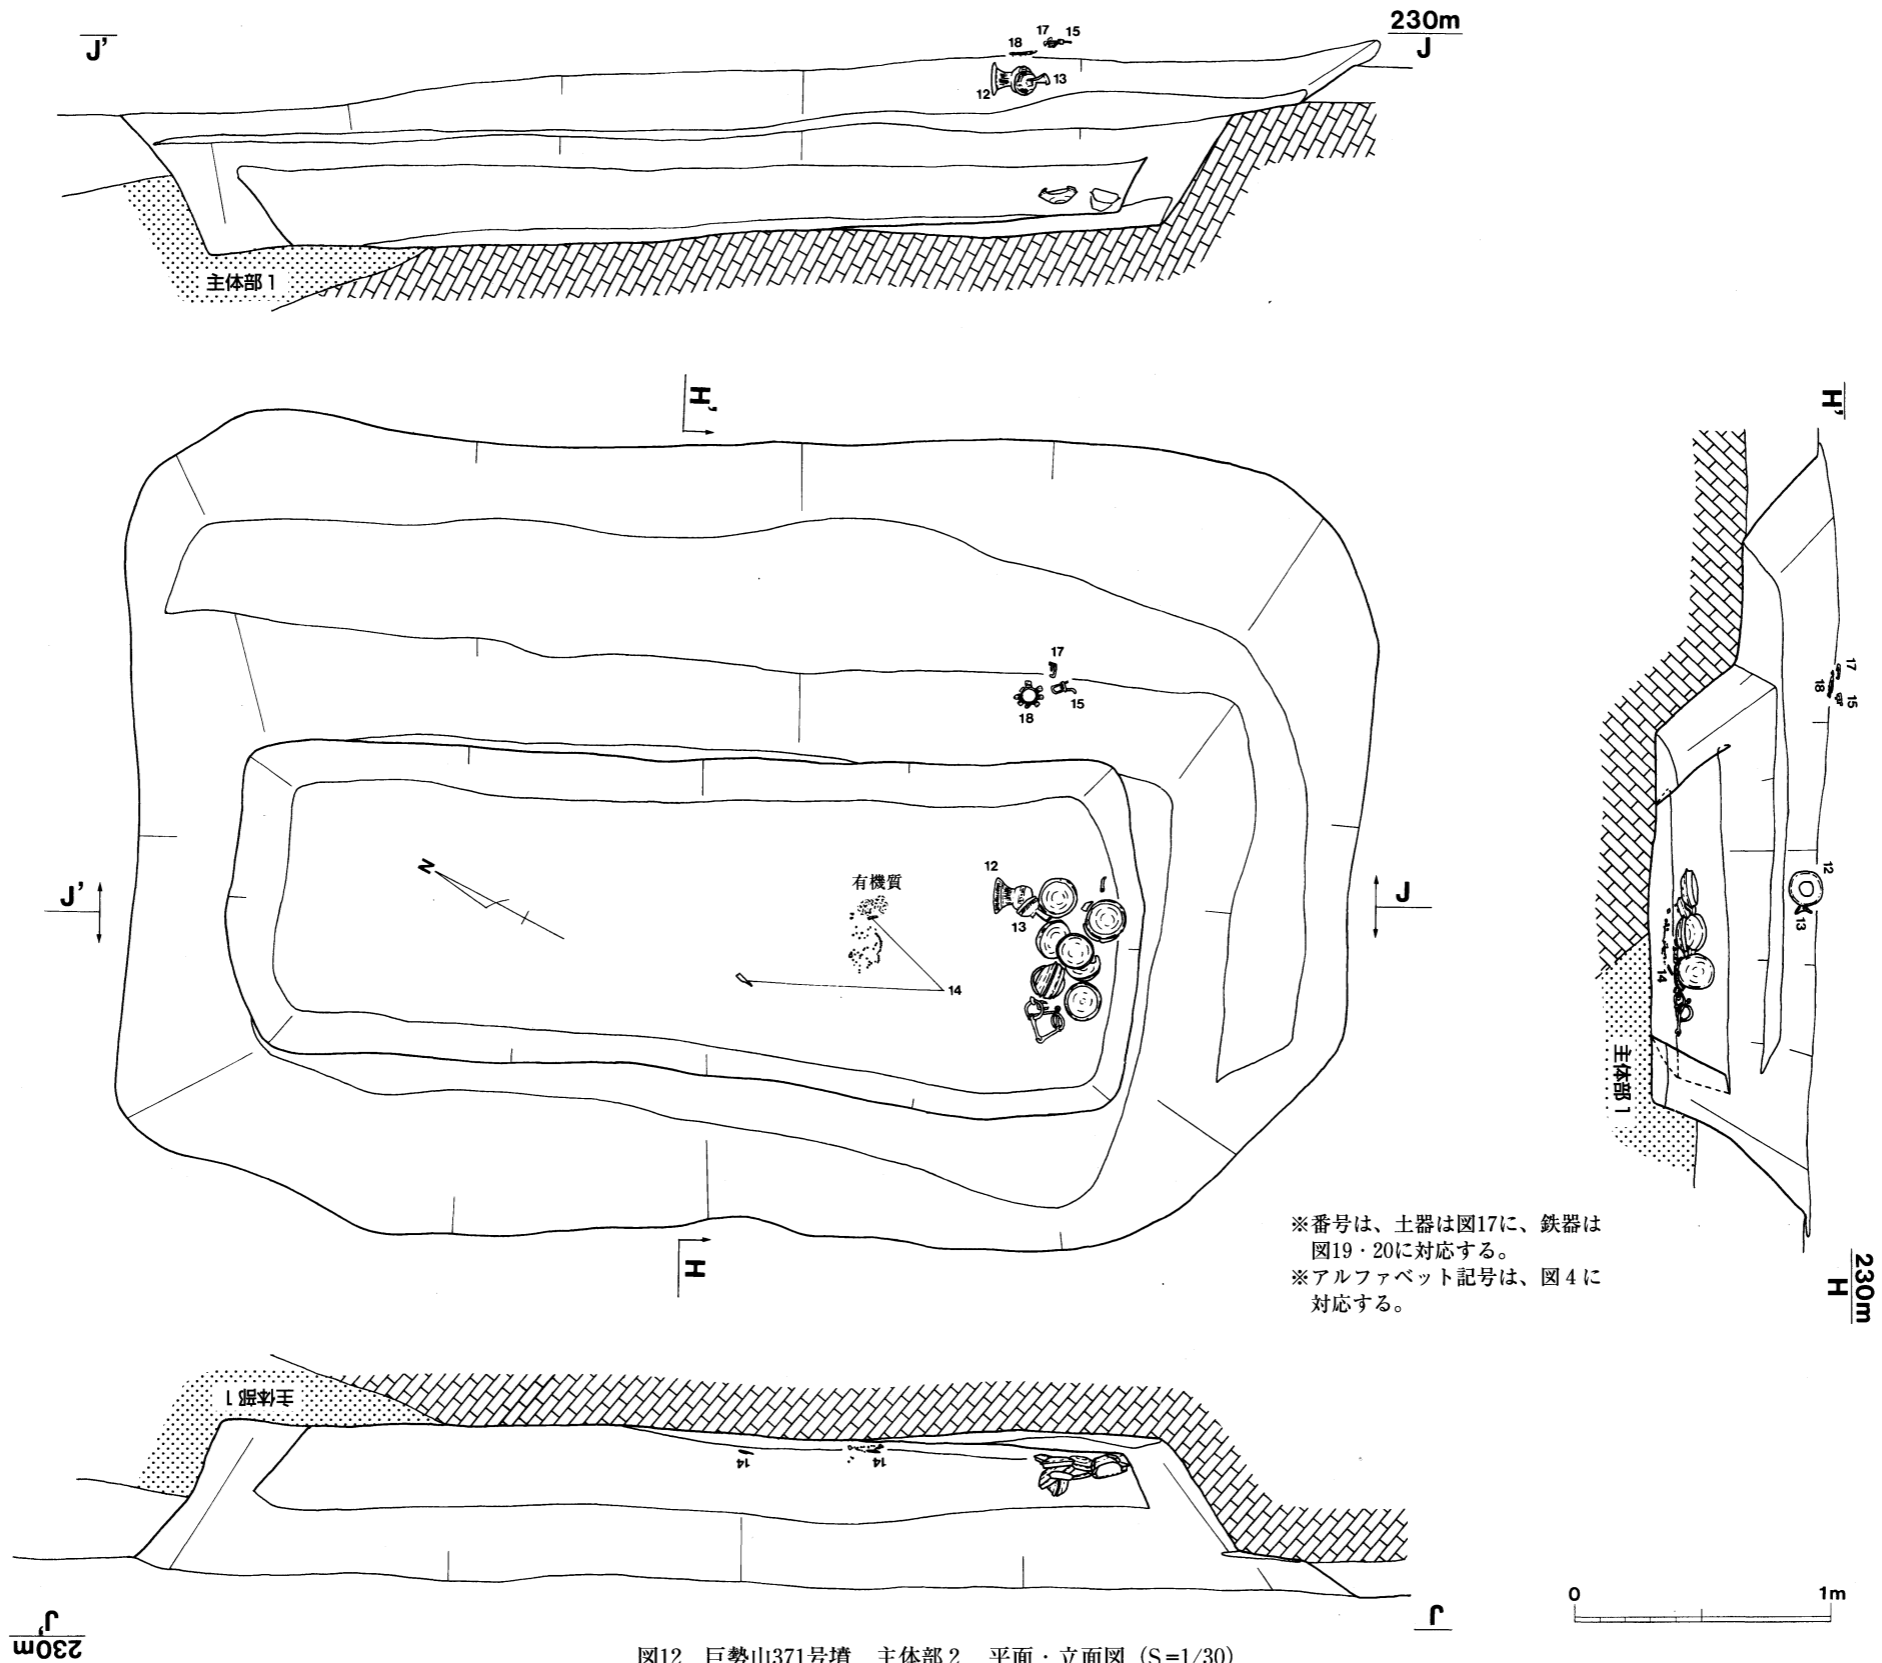 J'
230m
J
17
15
18
12
13
主体部1
H'
17
15
18
12
13
有機質
14
N
J'
J
H
H'
17
18
15
12
13
14
主体部1
230m
H
※番号は、土器は図17に、鉄器は
図19・20に対応する。
※アルファベット記号は、図4に
対応する。
主体部1
14
14
230m
J'
J
0
1m
図12 巨勢山371号墳 主体部2 平面・立面図 (S=1/30)